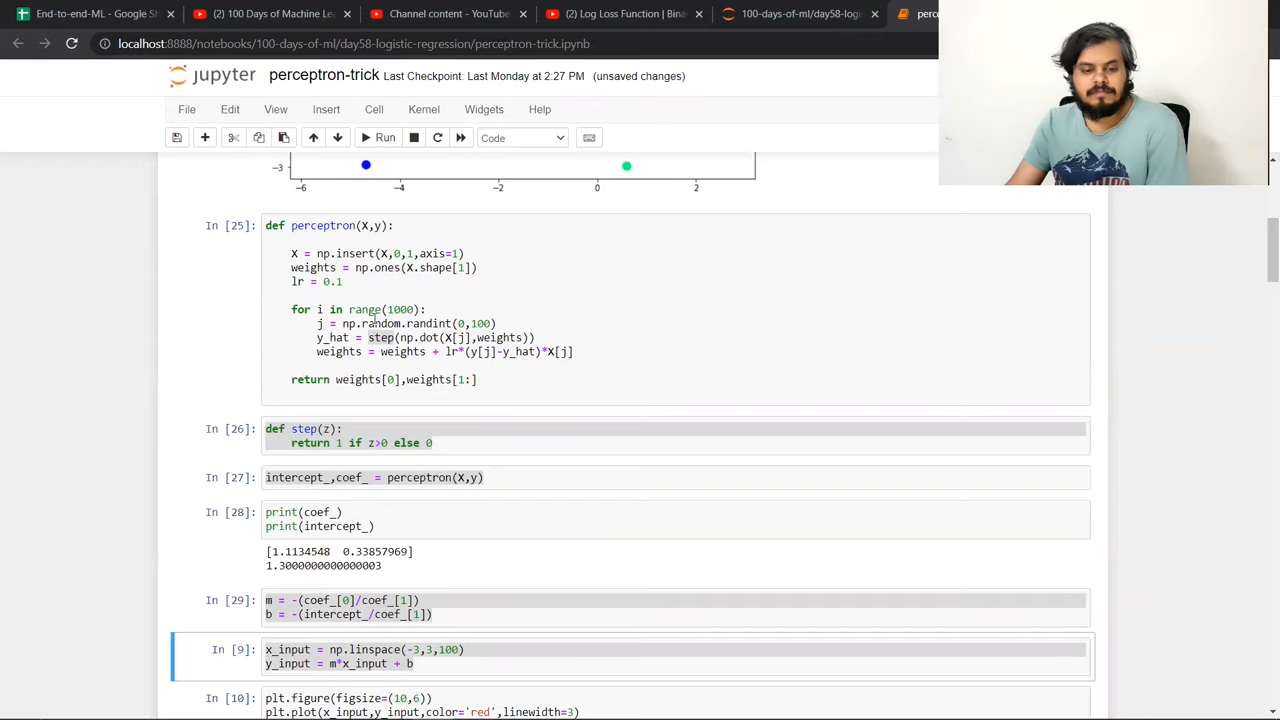 End-to-end-ML - Google Sh
(2) 100 Days of Machine Lea
Channel content - YouTube
(2) Log Loss Function | Binar
100-days-of-ml/day58-logi
perce
localhost:8888/notebooks/100-days-of-ml/day58-logistic-regression/perceptron-trick.ipynb
jupyter perceptron-trick Last Checkpoint: Last Monday at 2:27 PM (unsaved changes)
File Edit View Insert Cell Kernel Widgets Help
Run Code
-3
-6 -4 -2 0 2
In [25]: def perceptron(X,y):
X = np.insert(X,0,1,axis=1)
weights = np.ones(X.shape[1])
lr = 0.1
for i in range(1000):
j = np.random.randint(0,100)
y_hat = step(np.dot(X[j],weights))
weights = weights + lr*(y[j]-y_hat)*X[j]
return weights[0],weights[1:]
In [26]: def step(z):
return 1 if z>0 else 0
In [27]: intercept_,coef_ = perceptron(X,y)
In [28]: print(coef_)
print(intercept_)
[1.1134548 0.33857969]
1.3000000000000003
In [29]: m = -(coef_[0]/coef_[1])
b = -(intercept_/coef_[1])
In [9]: x_input = np.linspace(-3,3,100)
y_input = m*x_input + b
In [10]: plt.figure(figsize=(10,6))
plt.plot(x_input,y_input,color='red',linewidth=3)